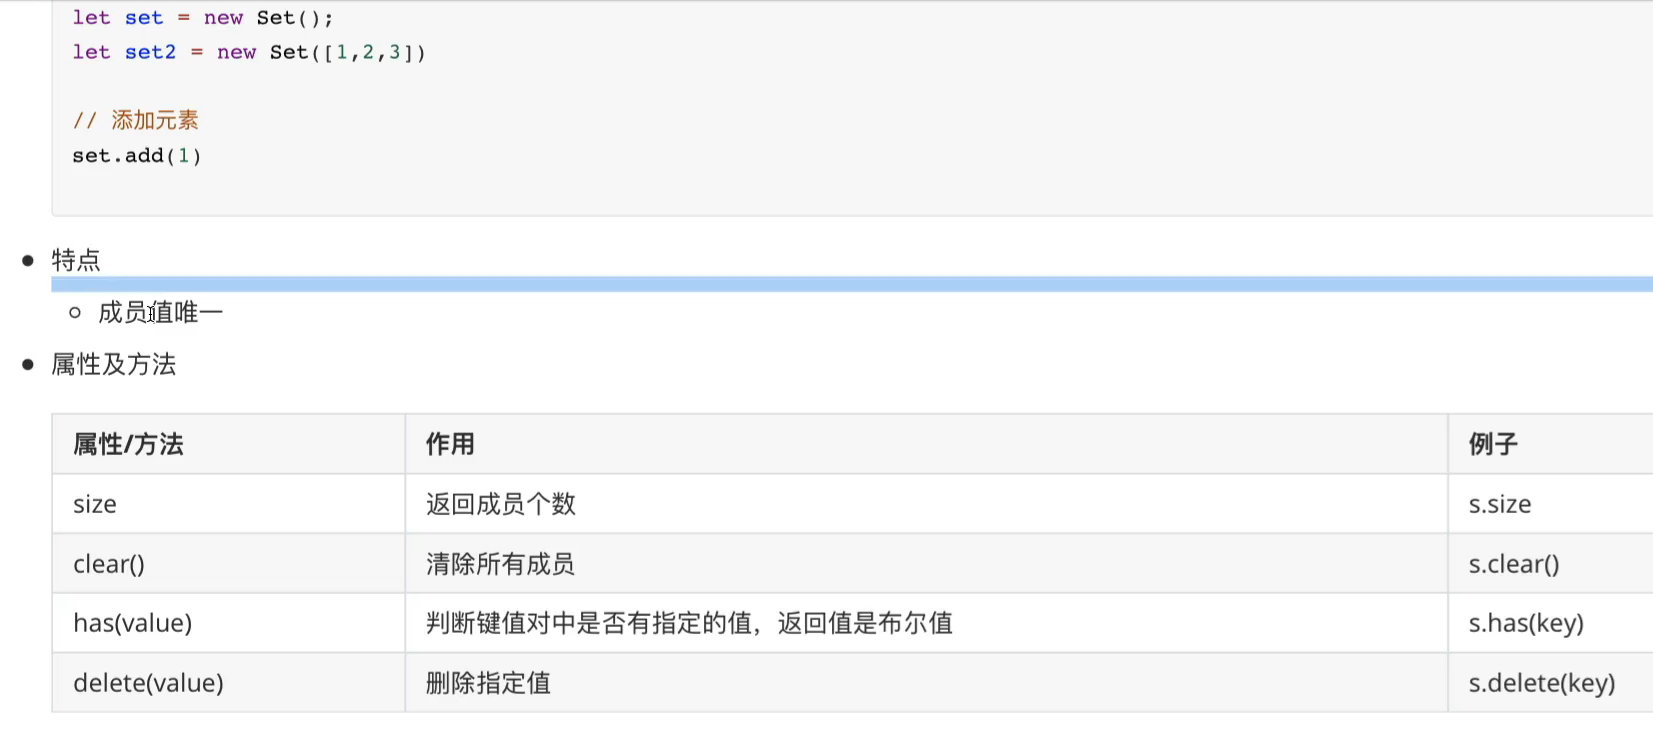 let set = new Set();
let set2 = new Set([1,2,3])
// 添加元素
set.add(1)
特点
成员值唯一
属性及方法
属性/方法 作用 例子
size 返回成员个数 s.size
clear() 清除所有成员 s.clear()
has(value) 判断键值对中是否有指定的值，返回值是布尔值 s.has(key)
delete(value) 删除指定值 s.delete(key)